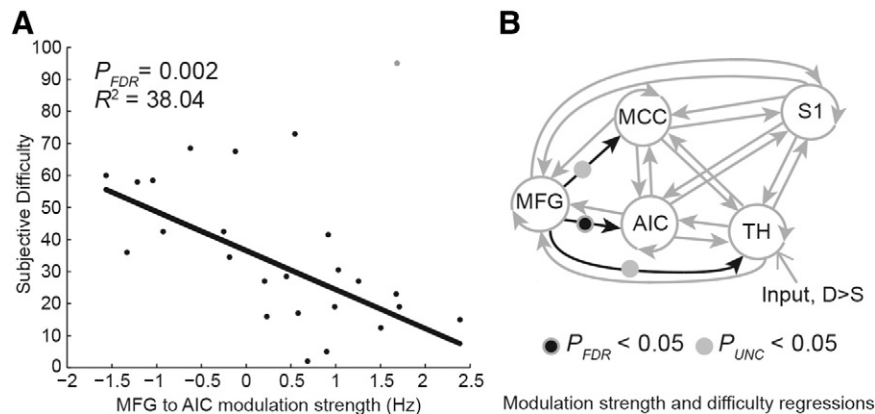 A
P_FDR = 0.002
R² = 38.04
Subjective Difficulty
100
90
80
70
60
50
40
30
20
10
0
−2 −1.5 −1 −0.5 0 0.5 1 1.5 2 2.5
MFG to AIC modulation strength (Hz)
B
MCC
S1
MFG
AIC
TH
Input, D>S
P_FDR < 0.05 P_UNC < 0.05
Modulation strength and difficulty regressions